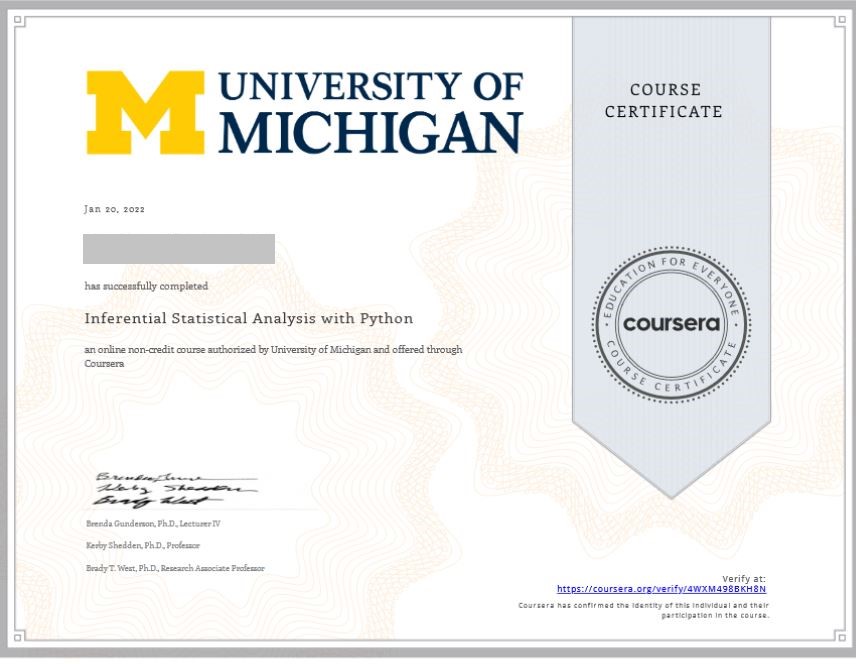 UNIVERSITY OF
MICHIGAN
COURSE
CERTIFICATE
Jan 20, 2022
has successfully completed
Inferential Statistical Analysis with Python
an online non-credit course authorized by University of Michigan and offered through
Coursera
EDUCATION FOR EVERYONE
coursera
COURSE CERTIFICATE
Brenda Gunderson, Ph.D., Lecturer IV
Kerby Shedden, Ph.D., Professor
Brady T. West, Ph.D., Research Associate Professor
Verify at:
https://coursera.org/verify/4WXM498BKH8N
Coursera has confirmed the identity of this individual and their
participation in the course.